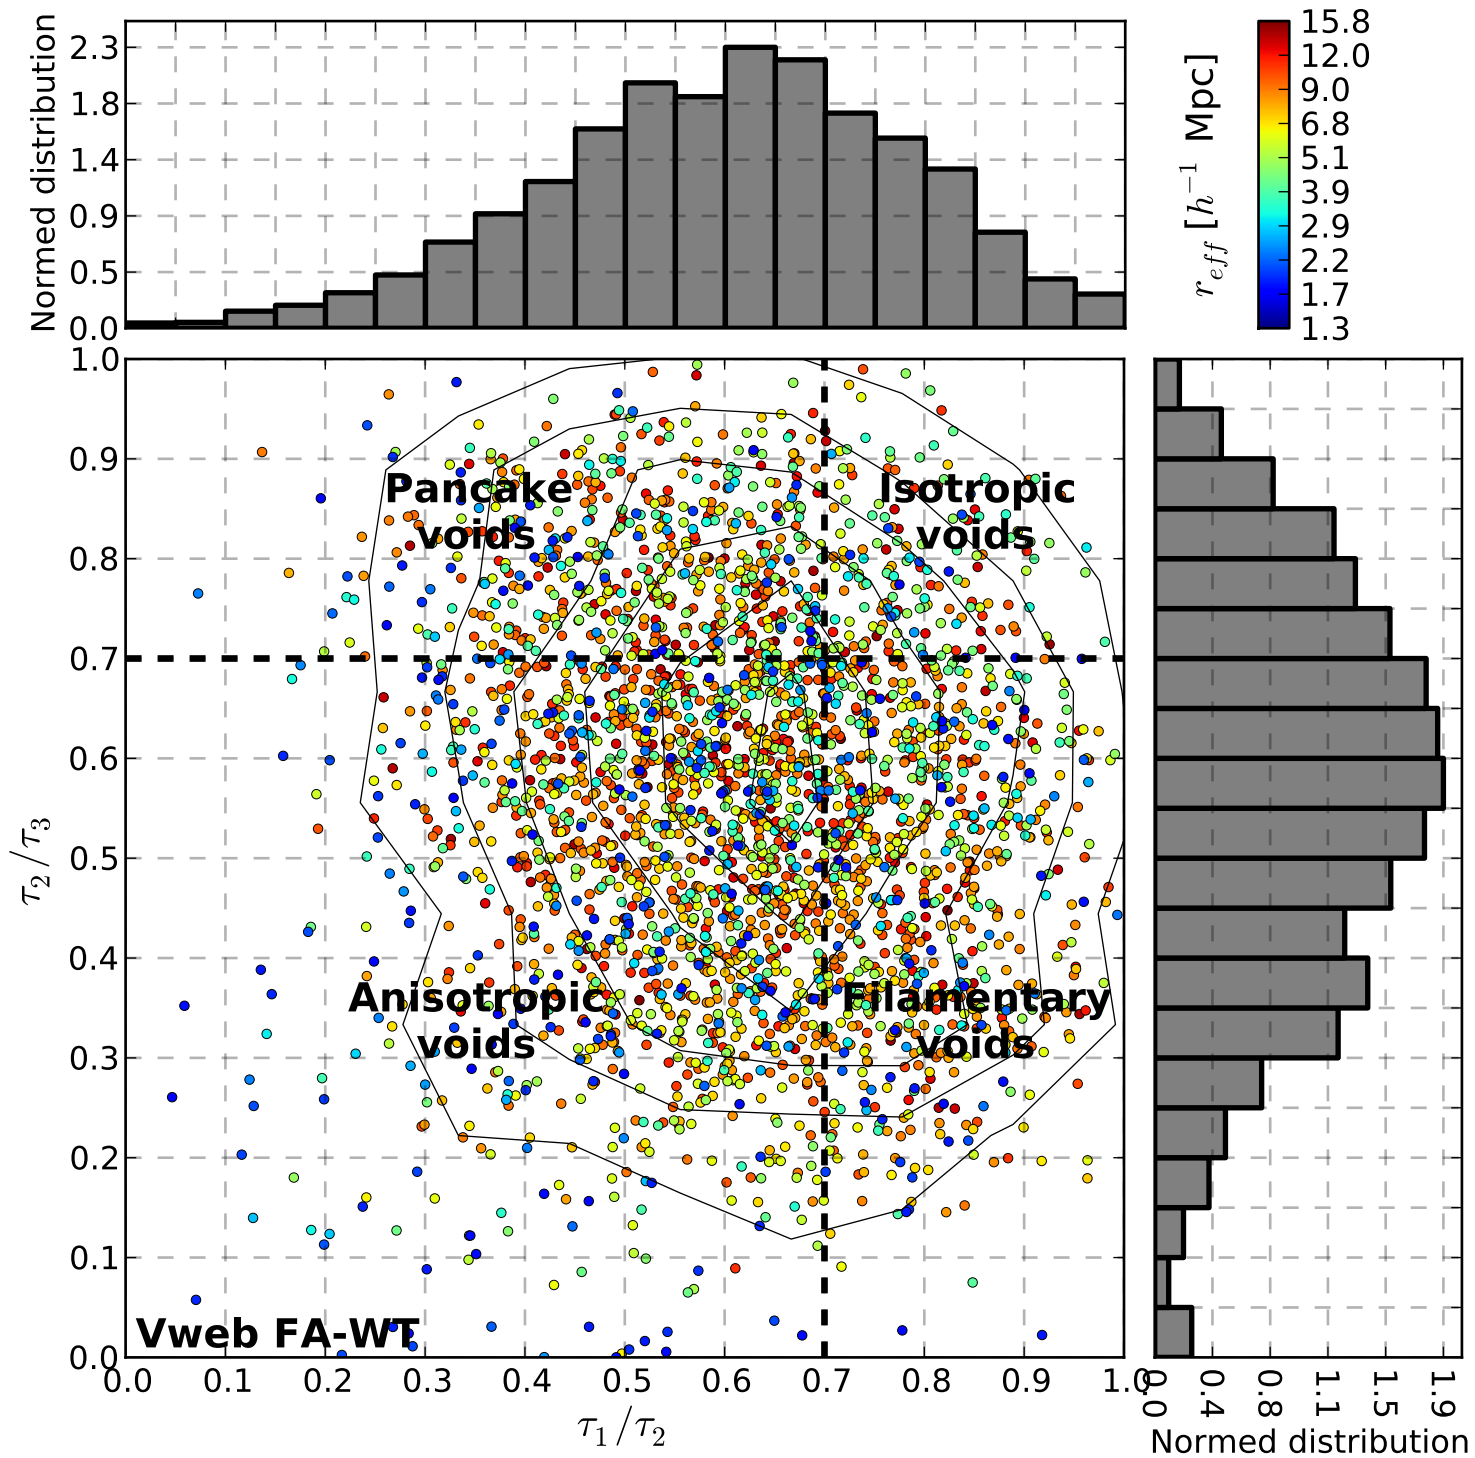 Normed distribution
2.3
1.8
1.4
0.9
0.5
0.0
r_eff [h⁻¹ Mpc]
15.8
12.0
9.0
6.8
5.1
3.9
2.9
2.2
1.7
1.3
1.0
0.9
0.8
0.7
0.6
0.5
0.4
0.3
0.2
0.1
0.0
τ₂/τ₃
Pancake
voids
Isotropic
voids
Anisotropic
voids
Filamentary
voids
Vweb FA-WT
0.0 0.1 0.2 0.3 0.4 0.5 0.6 0.7 0.8 0.9 1.0
τ₁/τ₂
0.0 0.4 0.8 1.1 1.5 1.9
Normed distribution